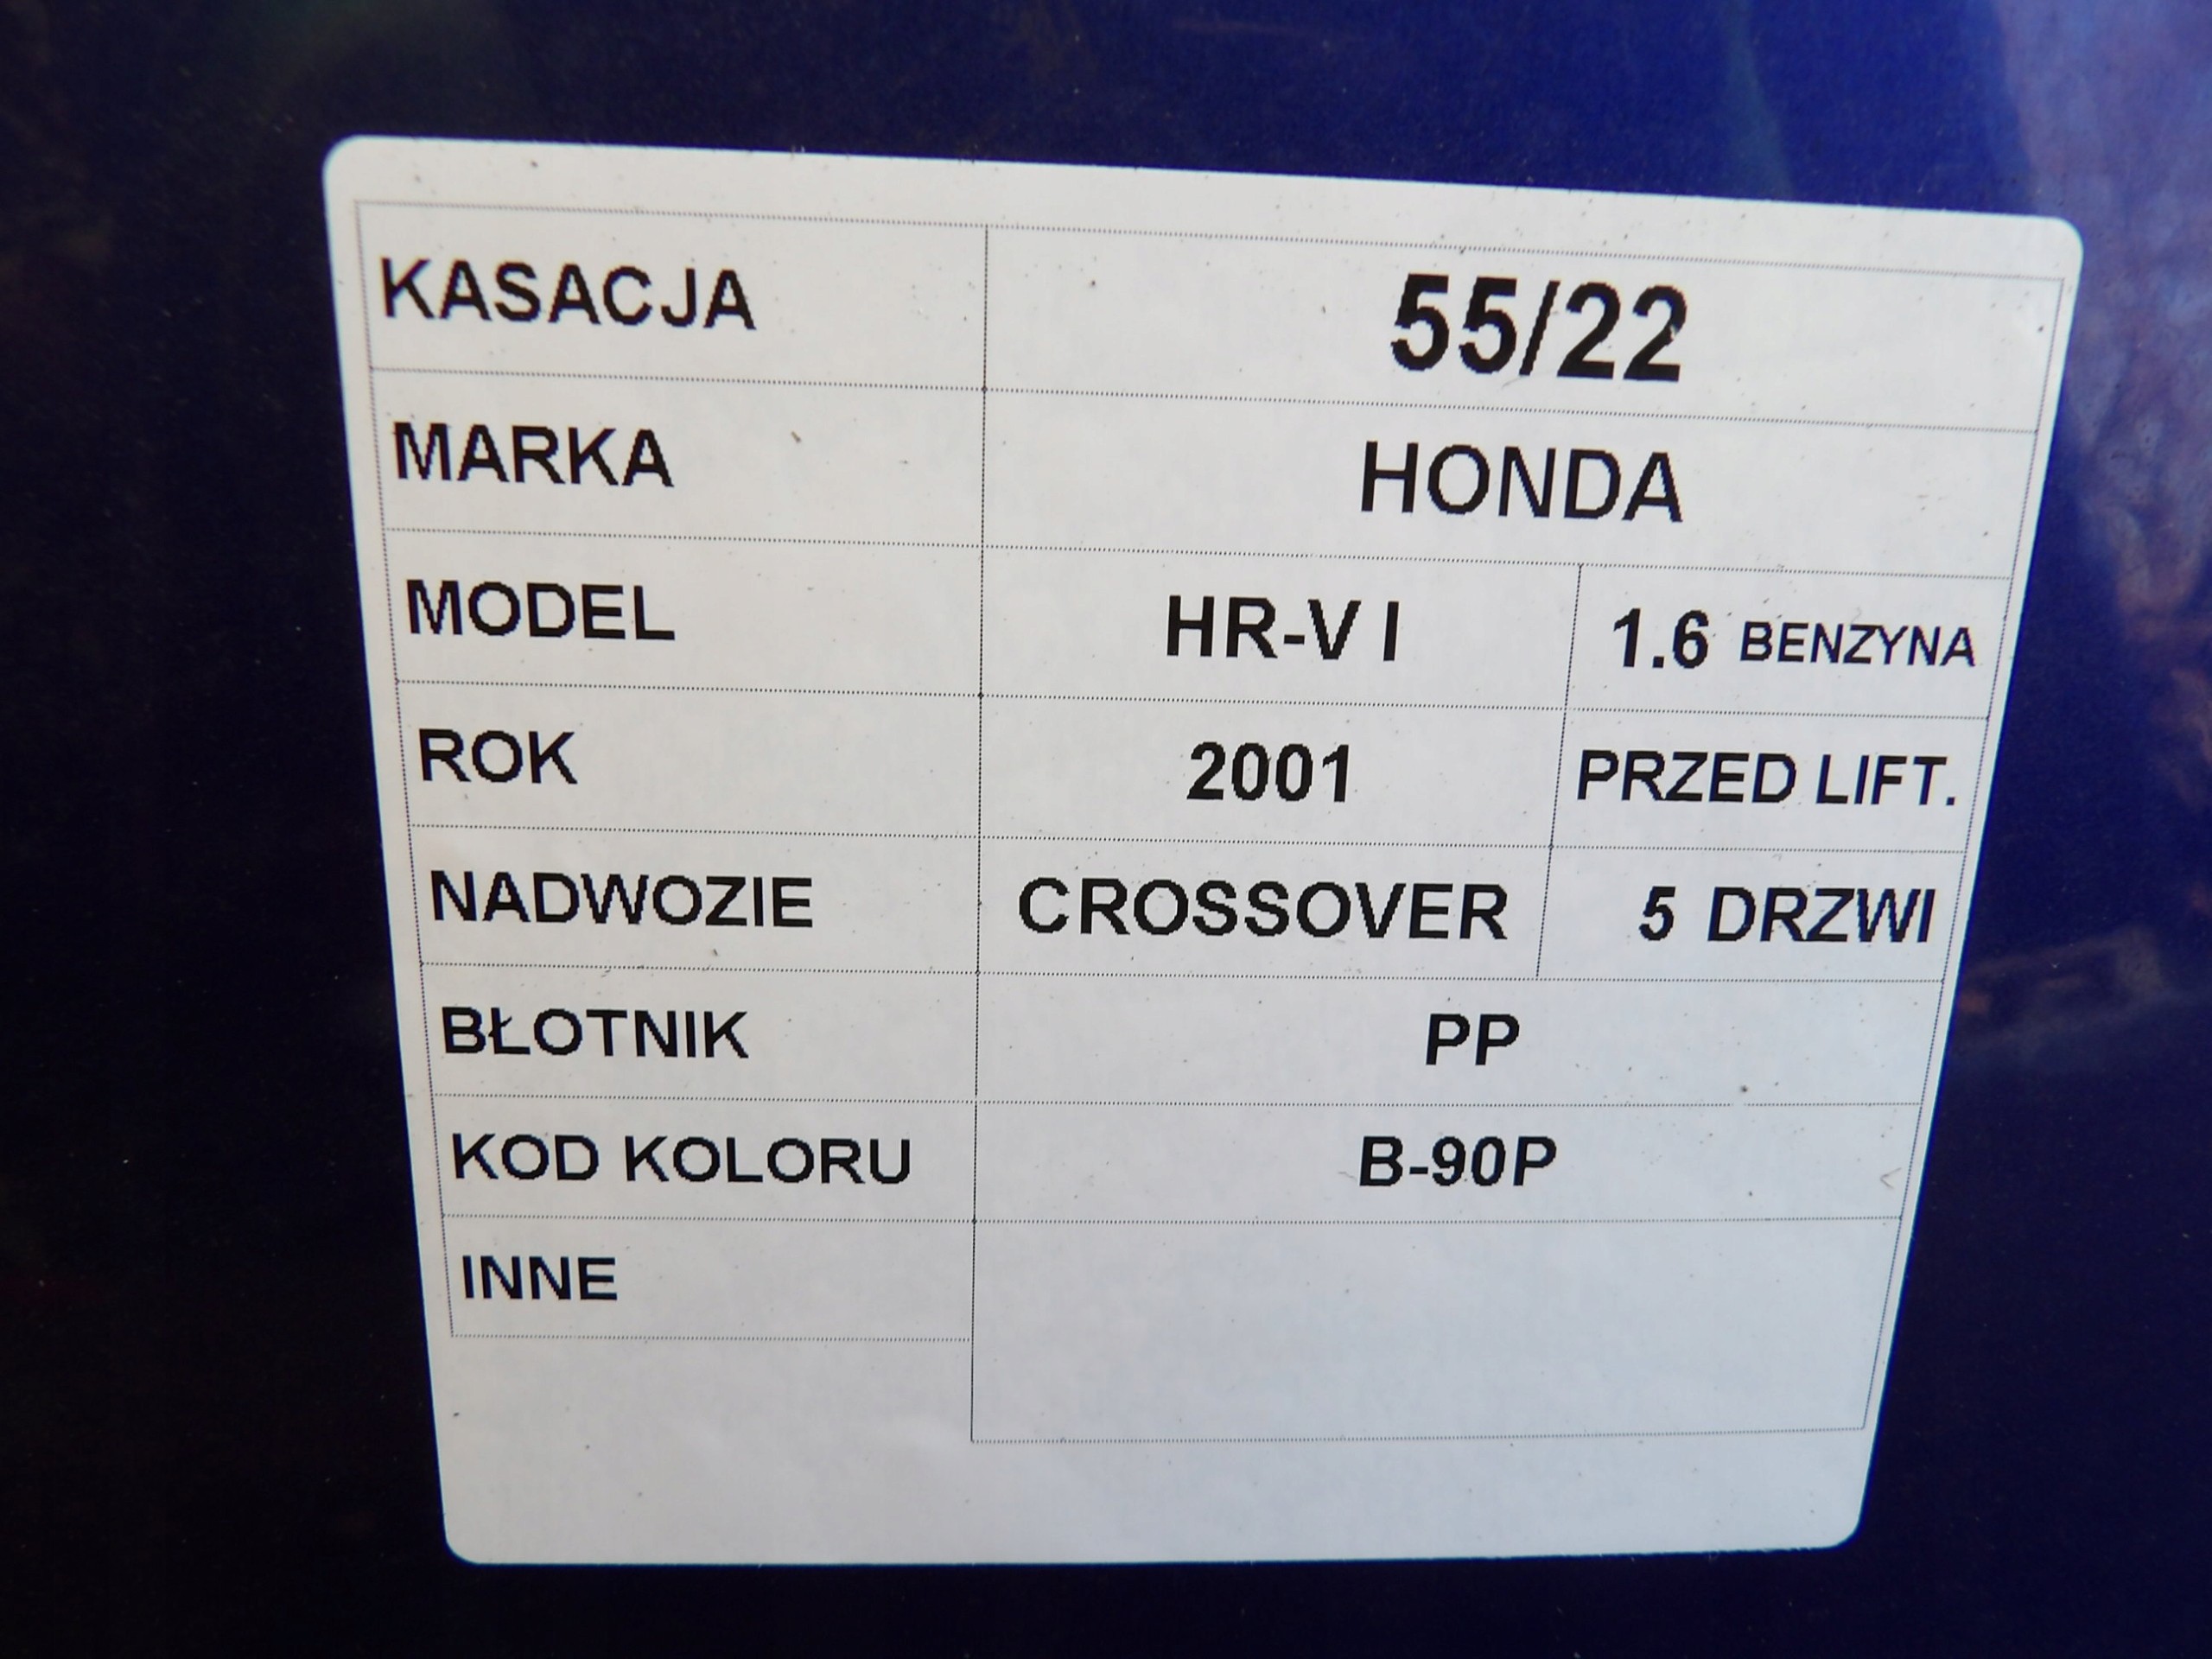 KASACJA 55/22
MARKA HONDA
MODEL HR-V I 1.6 BENZYNA
ROK 2001 PRZED LIFT.
NADWOZIE CROSSOVER 5 DRZWI
BŁOTNIK PP
KOD KOLORU B-90P
INNE